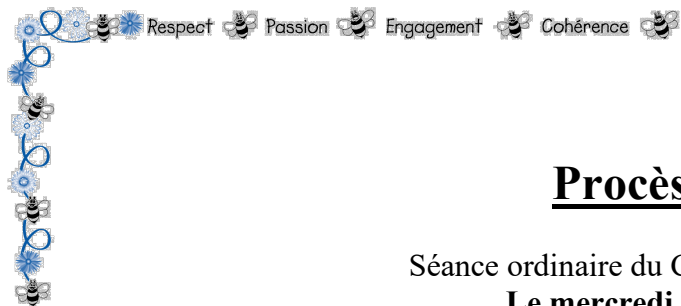 Respect Passion Engagement Cohérence
Procès
Séance ordinaire du
Le mercredi